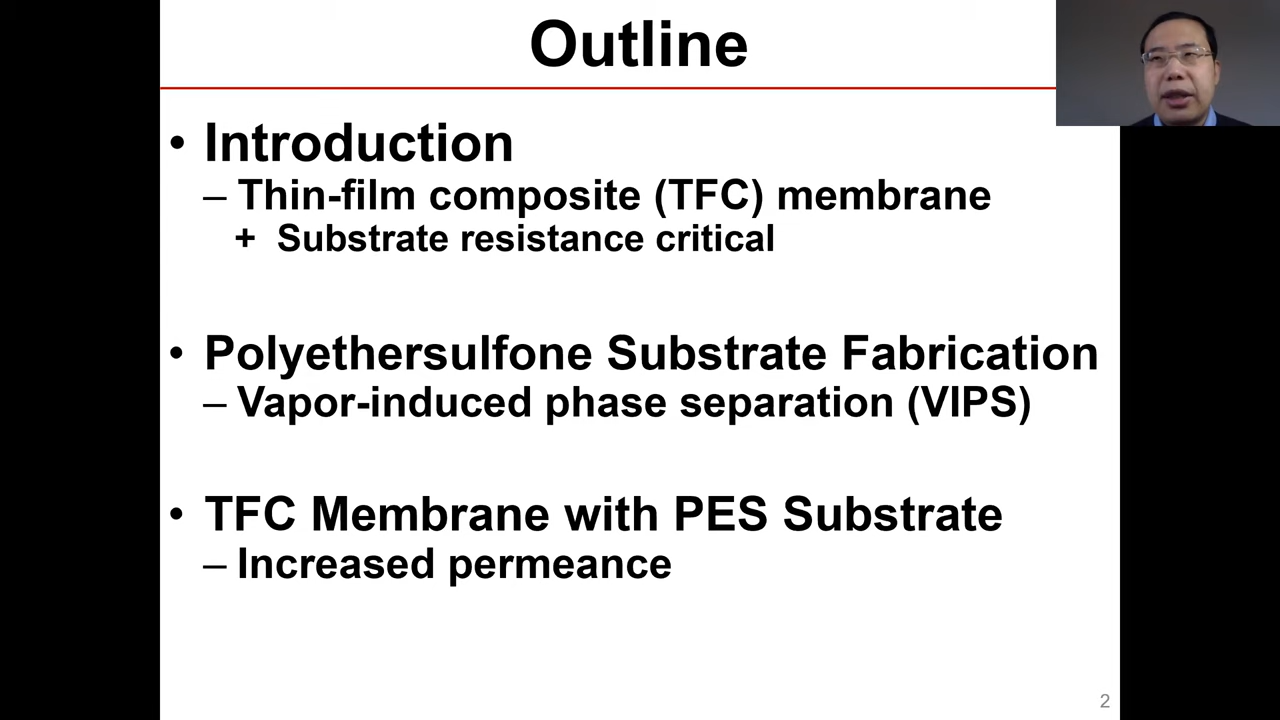 Outline
• Introduction
– Thin-film composite (TFC) membrane
+ Substrate resistance critical
• Polyethersulfone Substrate Fabrication
– Vapor-induced phase separation (VIPS)
• TFC Membrane with PES Substrate
– Increased permeance
2